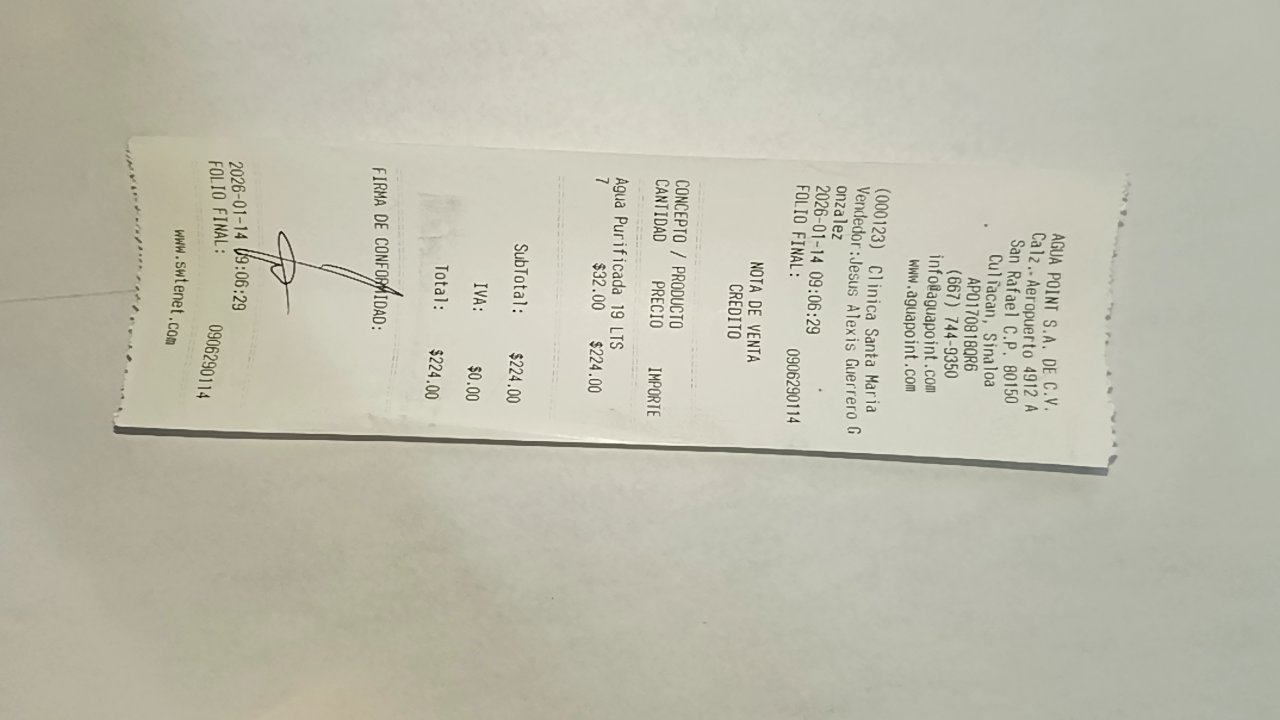 AGUA POINT S.A. DE C.V.
Calz. Aeropuerto 4912 A
San Rafael C.P. 80150
Culiacan, Sinaloa
APO170818QR6
(667) 744-9350
info@aguapoint.com
www.aguapoint.com
(000123) Clinica Santa Maria
Vendedor:Jesus Alexis Guerrero G
onzalez
2026-01-14 09:06:29
FOLIO FINAL: 0906290114
NOTA DE VENTA
CREDITO
CONCEPTO / PRODUCTO
CANTIDAD PRECIO IMPORTE
Agua Purificada 19 LTS
7 $32.00 $224.00
SubTotal: $224.00
IVA: $0.00
Total: $224.00
FIRMA DE CONFORMIDAD:
2026-01-14 09:06:29
FOLIO FINAL: 0906290114
www.swtenet.com